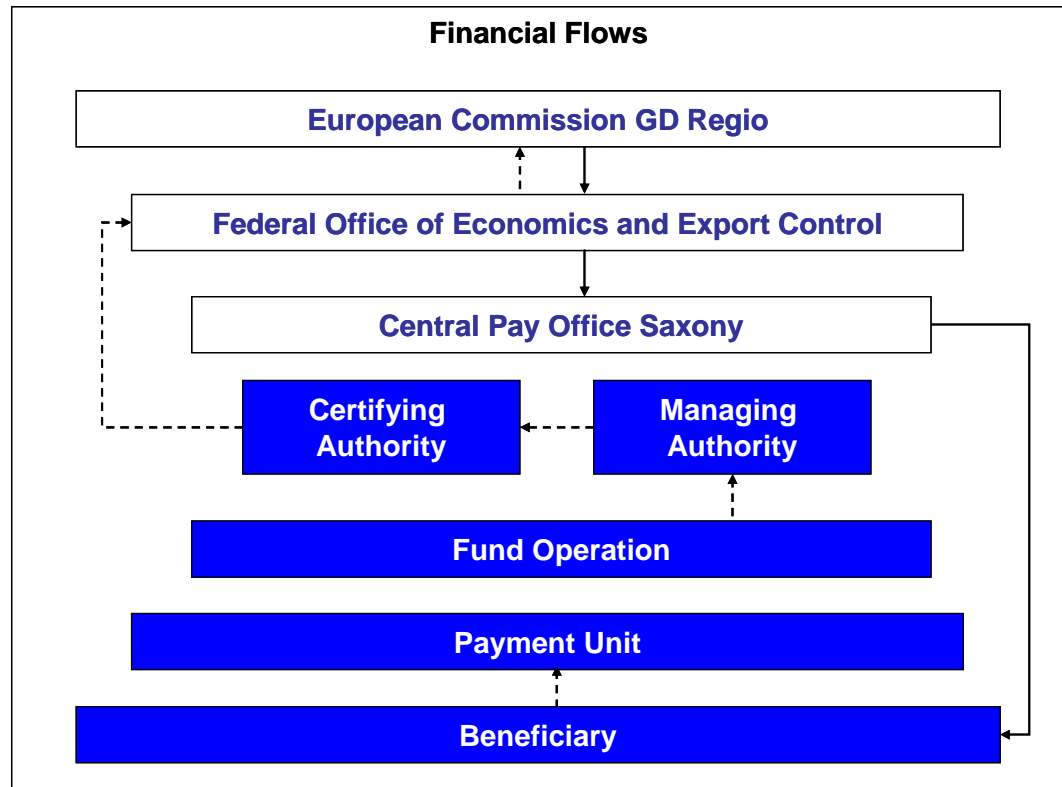 Financial Flows
European Commission GD Regio
Federal Office of Economics and Export Control
Central Pay Office Saxony
Certifying
Authority
Managing
Authority
Fund Operation
Payment Unit
Beneficiary